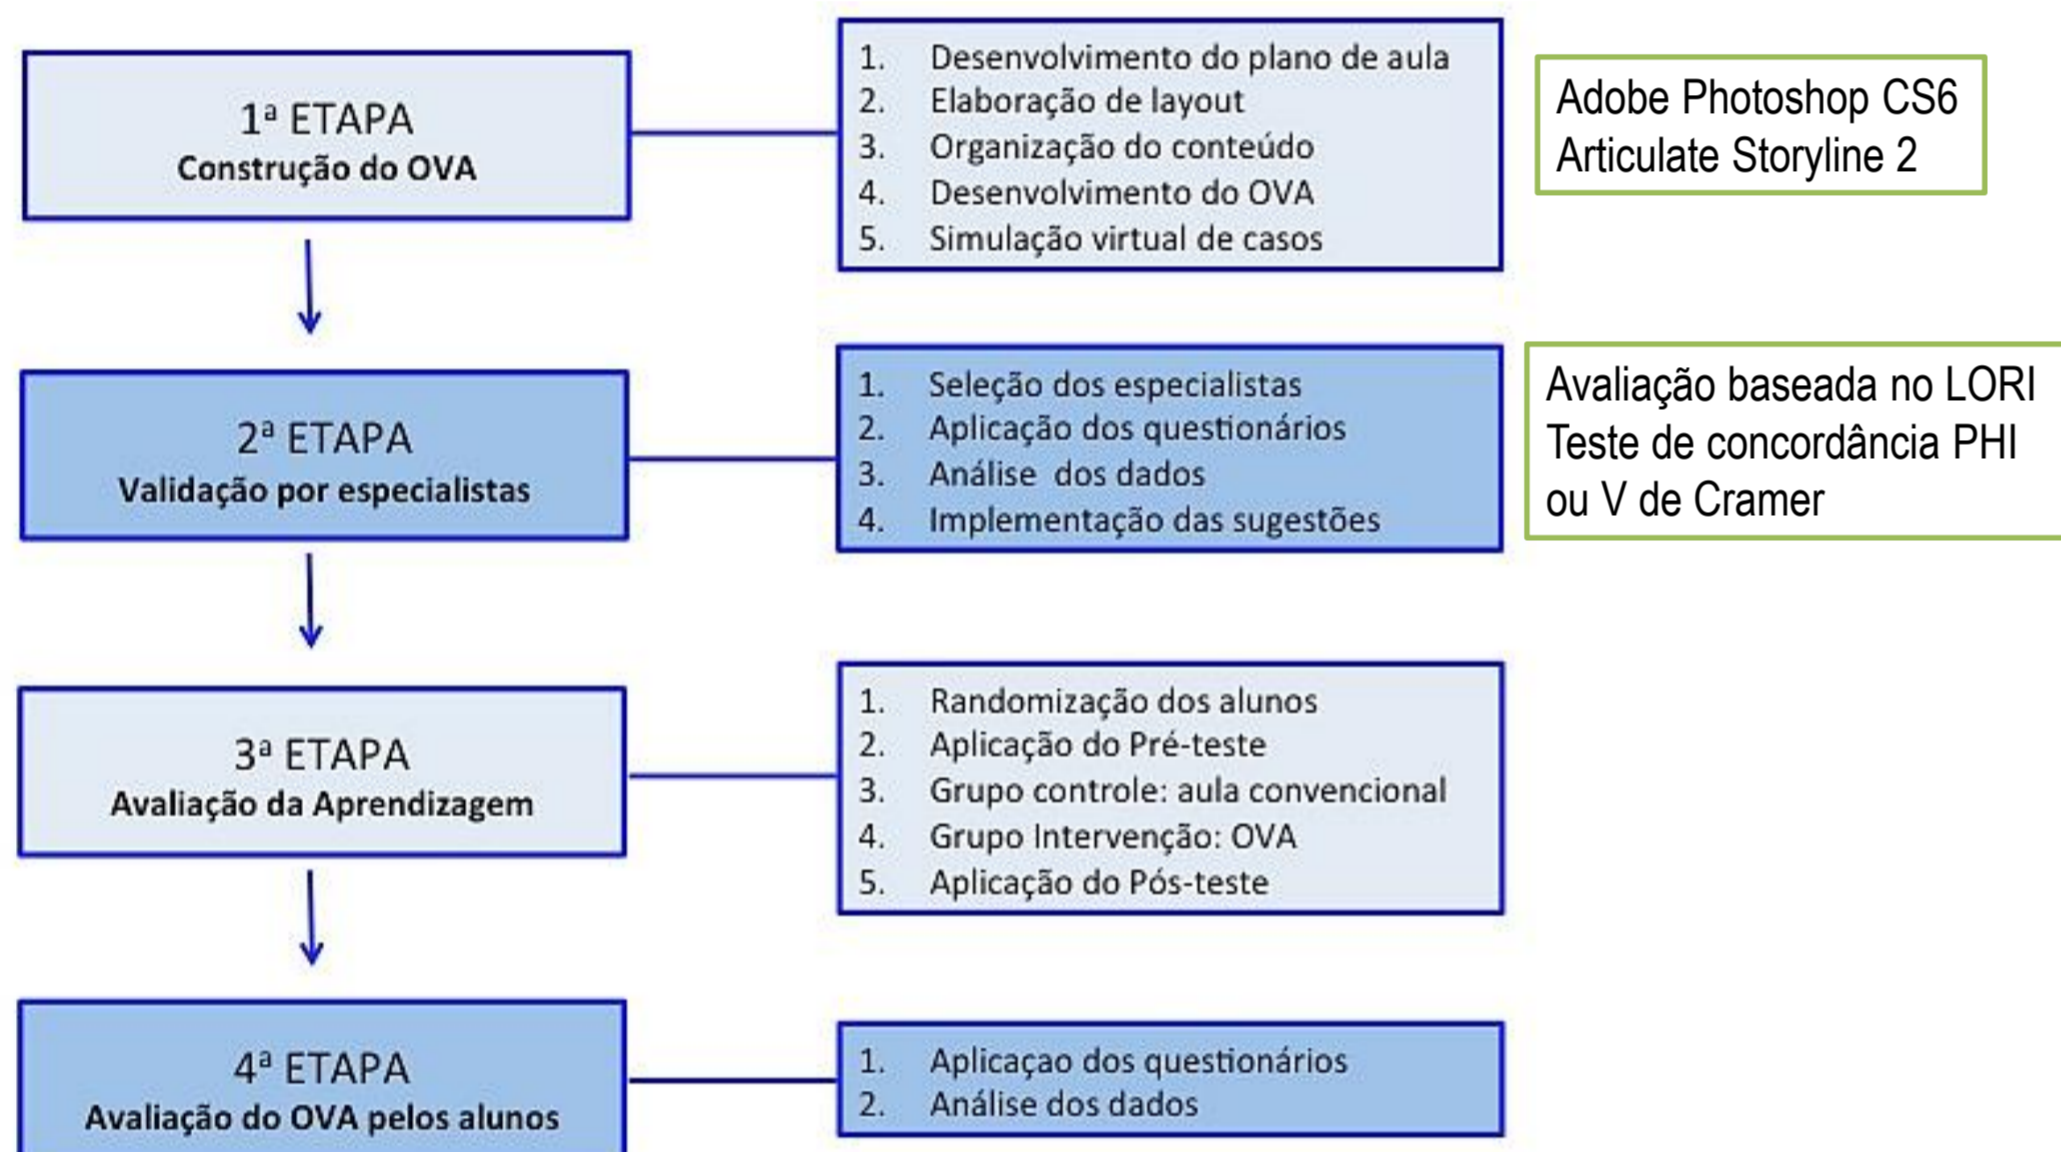 1ª ETAPA
Construção do OVA
1. Desenvolvimento do plano de aula
2. Elaboração de layout
3. Organização do conteúdo
4. Desenvolvimento do OVA
5. Simulação virtual de casos
Adobe Photoshop CS6
Articulate Storyline 2
2ª ETAPA
Validação por especialistas
1. Seleção dos especialistas
2. Aplicação dos questionários
3. Análise dos dados
4. Implementação das sugestões
Avaliação baseada no LORI
Teste de concordância PHI
ou V de Cramer
3ª ETAPA
Avaliação da Aprendizagem
1. Randomização dos alunos
2. Aplicação do Pré-teste
3. Grupo controle: aula convencional
4. Grupo Intervenção: OVA
5. Aplicação do Pós-teste
4ª ETAPA
Avaliação do OVA pelos alunos
1. Aplicaçao dos questionários
2. Análise dos dados